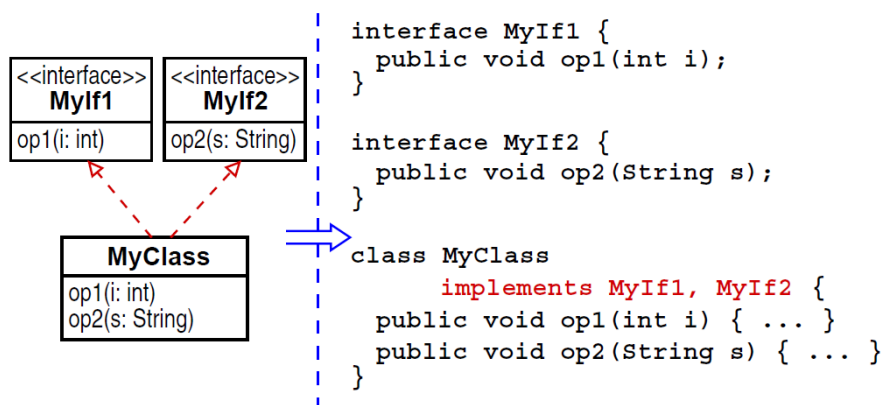 <<interface>>
MyIf1
op1(i: int)
<<interface>>
MyIf2
op2(s: String)
MyClass
op1(i: int)
op2(s: String)
interface MyIf1 {
public void op1(int i);
}
interface MyIf2 {
public void op2(String s);
}
class MyClass
implements MyIf1, MyIf2 {
public void op1(int i) { ... }
public void op2(String s) { ... }
}